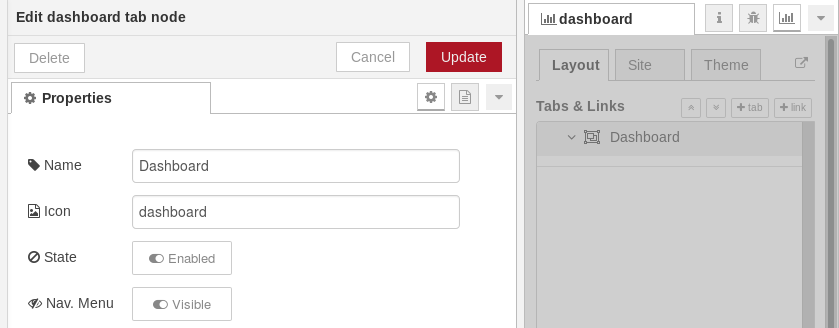 Edit dashboard tab node
Delete
Cancel
Update
Properties
Name
Dashboard
Icon
dashboard
State
Enabled
Nav. Menu
Visible
dashboard
Layout
Site
Theme
Tabs & Links
tab
link
Dashboard